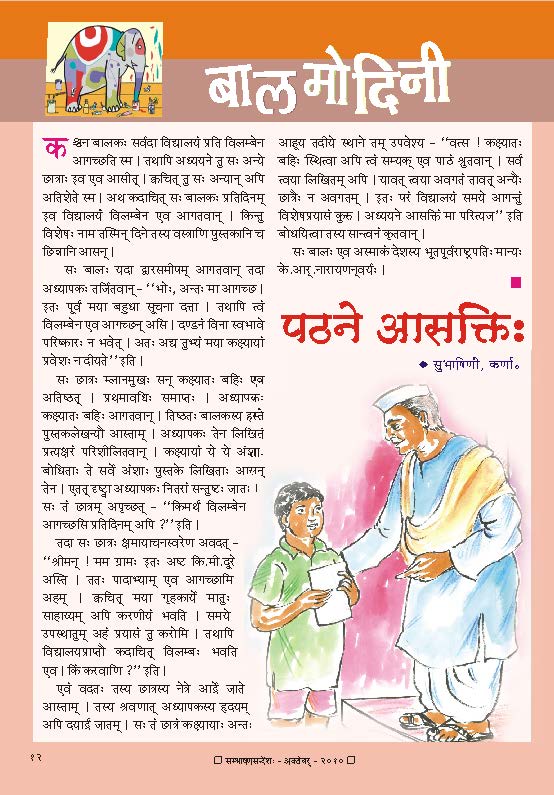 बालमोदिनी
कश्चन बालकः सर्वदा विद्यालयं प्रति विलम्बेन
आगच्छति स्म । तथापि अध्ययने तु सः अन्ये
छात्राः इव एव आसीत् । क्वचित् तु सः अन्यान् अपि
अतिशेते स्म । अथ कदाचित् सः बालकः प्रतिदिनम्
इव विद्यालयं विलम्बेन एव आगतवान् । किन्तु
विशेषः नाम तस्मिन् दिने तस्य वस्त्राणि पुस्तकानि च
छिन्नानि आसन् ।
सः बालः यदा द्वारसमीपम् आगतवान् तदा
अध्यापकः तर्जितवान् – “भोः, अन्तः मा आगच्छ ।
इतः पूर्वं मया बहुधा सूचना दत्ता । तथापि त्वं
विलम्बेन एव आगच्छन् असि । दण्डनं विना स्वभावे
परिष्कारः न भवेत् । अतः अद्य तुभ्यं मया कक्ष्यायां
प्रवेशः न दीयते” इति ।
सः छात्रः म्लानमुखः सन् कक्ष्यातः बहिः एव
अतिष्ठत् । प्रथमावधिः समाप्तः । अध्यापकः
कक्ष्यातः बहिः आगतवान् । तिष्ठतः बालकस्य हस्ते
पुस्तकलेखन्यौ आस्ताम् । अध्यापकः तेन लिखितं
प्रत्यक्षरं परिशीलितवान् । कक्ष्यायां ये ये अंशाः
बोधिताः ते सर्वे अंशाः पुस्तके लिखिताः आसन्
तेन । एतत् दृष्ट्वा अध्यापकः नितरां सन्तुष्टः जातः ।
सः तं छात्रम् अपृच्छत् – “किमर्थं विलम्बेन
आगच्छसि प्रतिदिनम् अपि ?” इति ।
तदा सः छात्रः क्षमायाचनस्वरेण अवदत् –
“श्रीमन् ! मम ग्रामः इतः अष्ट कि.मी.दूरे
अस्ति । ततः पादाभ्याम् एव आगच्छामि
अहम् । क्वचित् मया गृहकार्ये मातुः
साहाय्यम् अपि करणीयं भवति । समये
उपस्थातुम् अहं प्रयासं तु करोमि । तथापि
विद्यालयप्राप्तौ कदाचित् विलम्बः भवति
एव । किं करवाणि ?” इति ।
एवं वदतः तस्य छात्रस्य नेत्रे आर्द्रे जाते
आस्ताम् । तस्य श्रवणात् अध्यापकस्य हृदयम्
अपि दयार्द्रं जातम् । सः तं छात्रं कक्ष्यायाः अन्तः
आहूय तदीये स्थाने तम् उपवेश्य – “वत्स ! कक्ष्यातः
बहिः स्थित्वा अपि त्वं सम्यक् एव पाठं श्रुतवान् । सर्वं
त्वया लिखितम् अपि । यावत् त्वया अवगतं तावत् अन्यैः
छात्रैः न अवगतम् । इतः परं विद्यालयं समये आगन्तुं
विशेषप्रयासं कुरु । अध्ययने आसक्तिं मा परित्यज” इति
बोधयित्वा तस्य सान्त्वनं कृतवान् ।
सः बालः एव अस्माकं देशस्य भूतपूर्वराष्ट्रपतिः मान्यः
के.आर्.नारायणन्वर्यः ।
पठने आसक्तिः
◆ सुभाषिणी, कर्णा०
१२
❐ सम्भाषणसन्देशः - अक्टोबर् - २०१० ❐